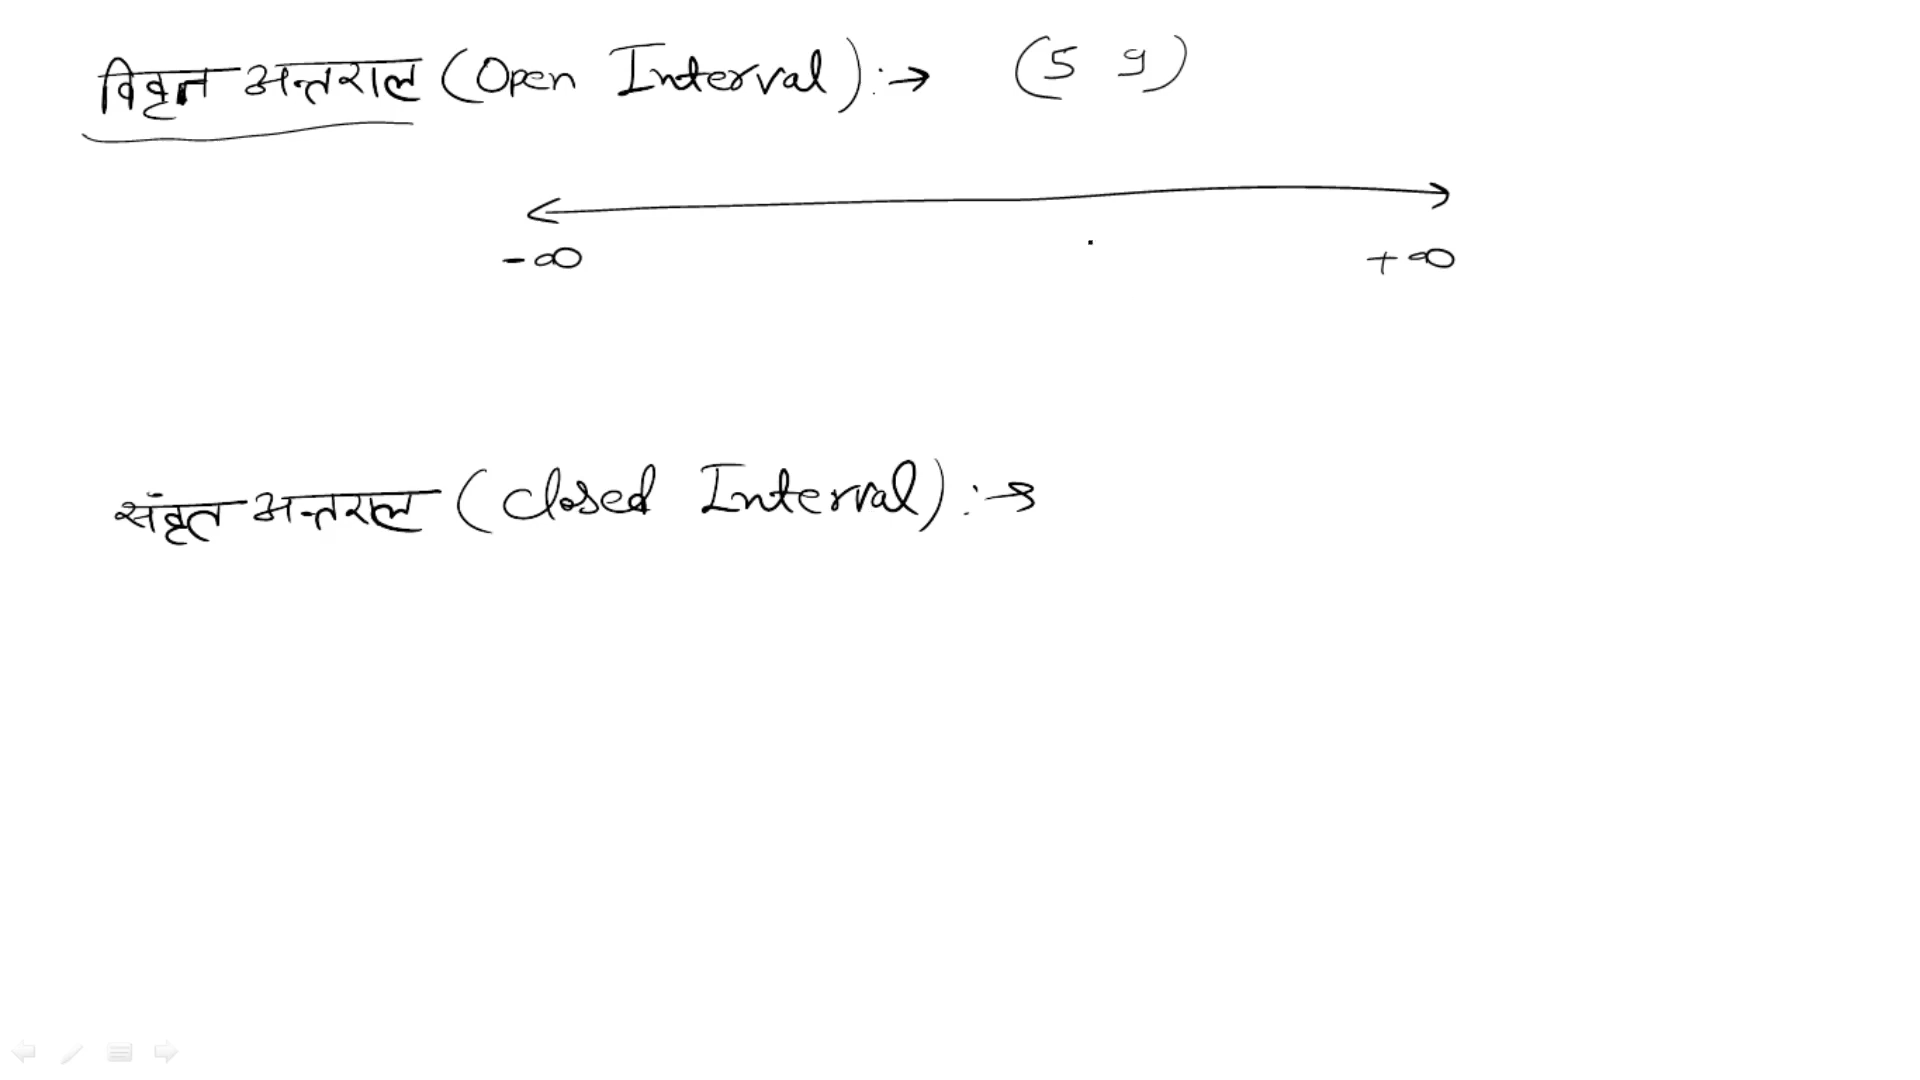 विवृत अन्तराल (Open Interval) :→ (5 9)
-∞ +∞
संवृत अन्तराल (Closed Interval) :→